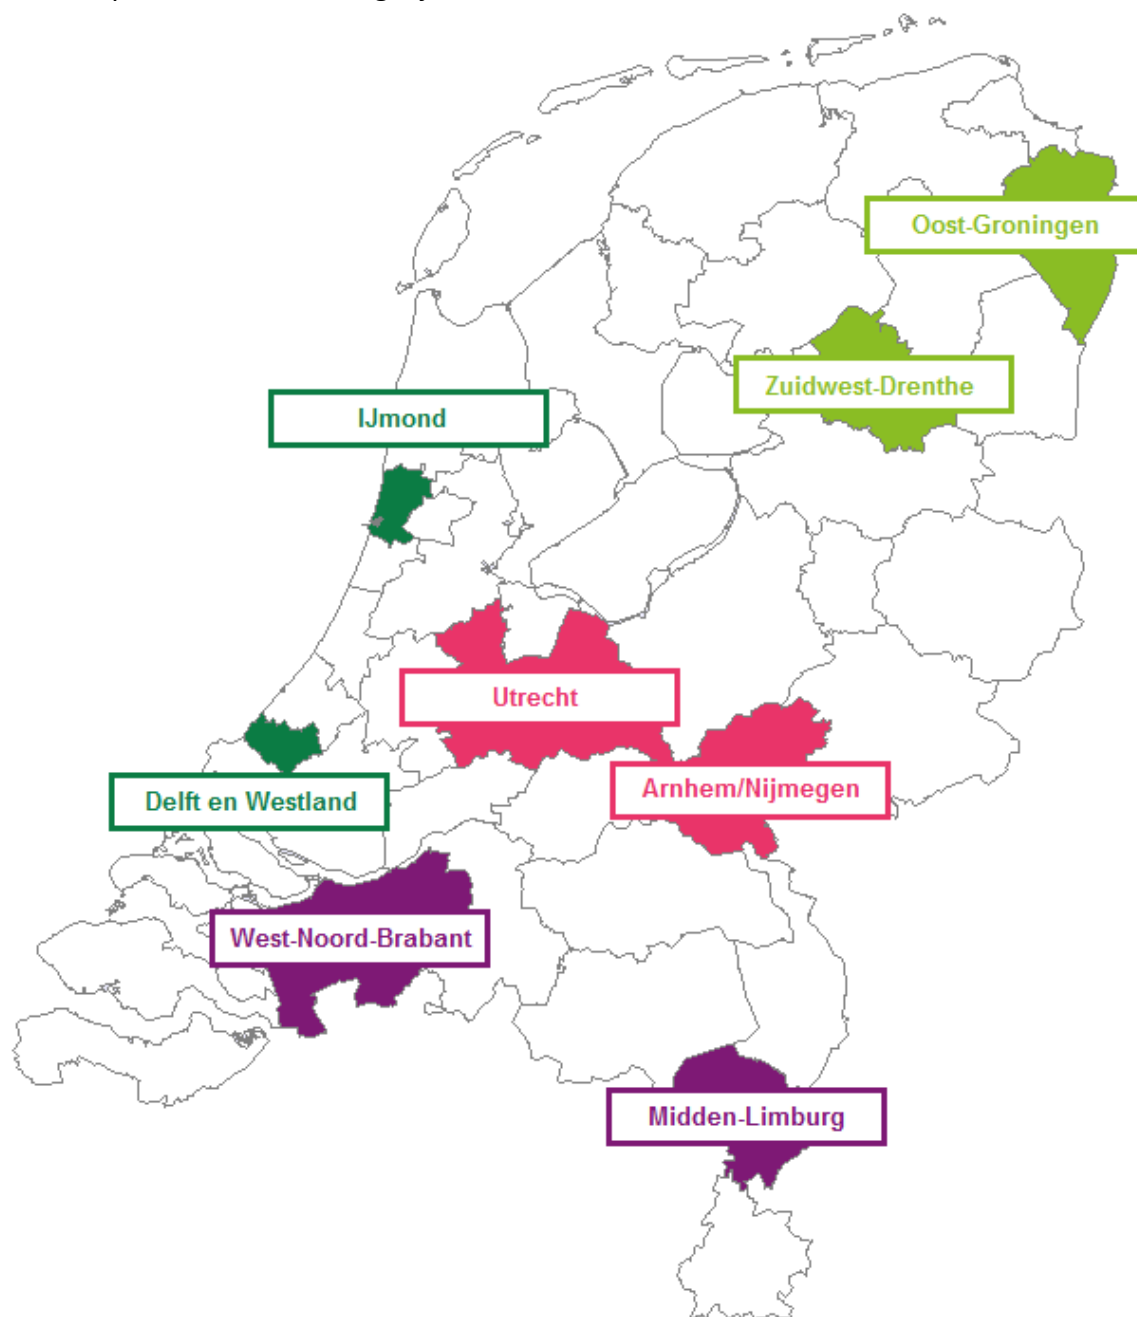 Oost-Groningen
Zuidwest-Drenthe
IJmond
Utrecht
Arnhem/Nijmegen
Delft en Westland
West-Noord-Brabant
Midden-Limburg